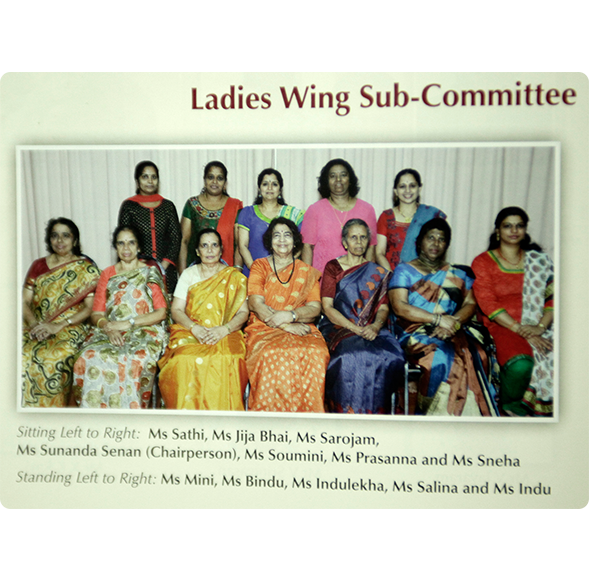 Ladies Wing Sub-Committee
Sitting Left to Right: Ms Sathi, Ms Jija Bhai, Ms Sarojam,
Ms Sunanda Senan (Chairperson), Ms Soumini, Ms Prasanna and Ms Sneha
Standing Left to Right: Ms Mini, Ms Bindu, Ms Indulekha, Ms Salina and Ms Indu